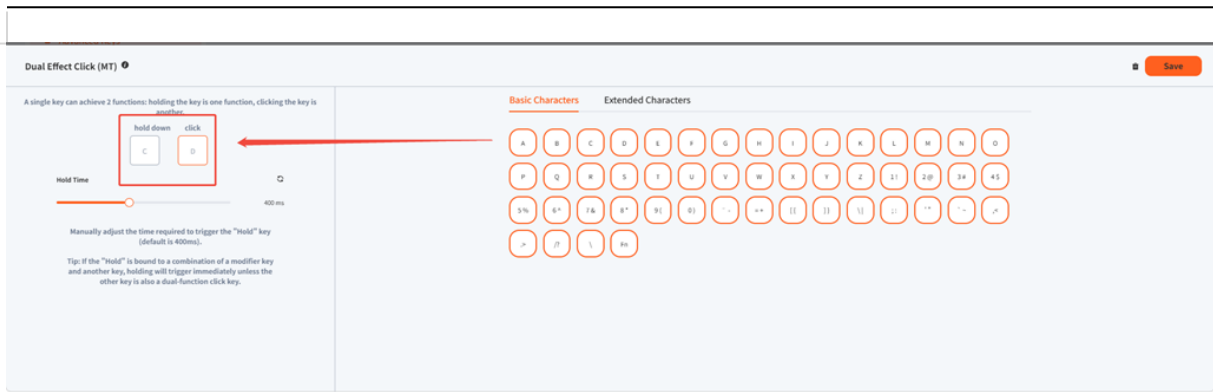 Dual Effect Click (MT)
Save
A single key can achieve 2 functions: holding the key is one function, clicking the key is
another.
hold down click
C D
Hold Time
400 ms
Manually adjust the time required to trigger the "Hold" key
(default is 400ms).
Tip: If the "Hold" is bound to a combination of a modifier key
and another key, holding will trigger immediately unless the
other key is also a dual-function click key.
Basic Characters Extended Characters
A B C D E F G H I J K L M N O
P Q R S T U V W X Y Z 1! 2@ 3# 4$
5% 6^ 7& 8* 9( 0) -
/? \ Fn